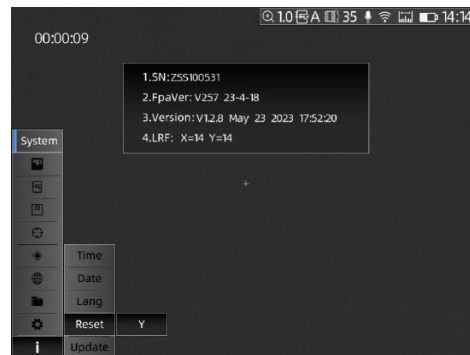 1.0 A 35 14:14
00:00:09
1.SN:ZSS100531
2.FpaVer: V257 23-4-18
3.Version: V1.2.8 May 23 2023 17:52:20
4.LRF: X=14 Y=14
System
Time
Date
Lang
Reset Y
Update